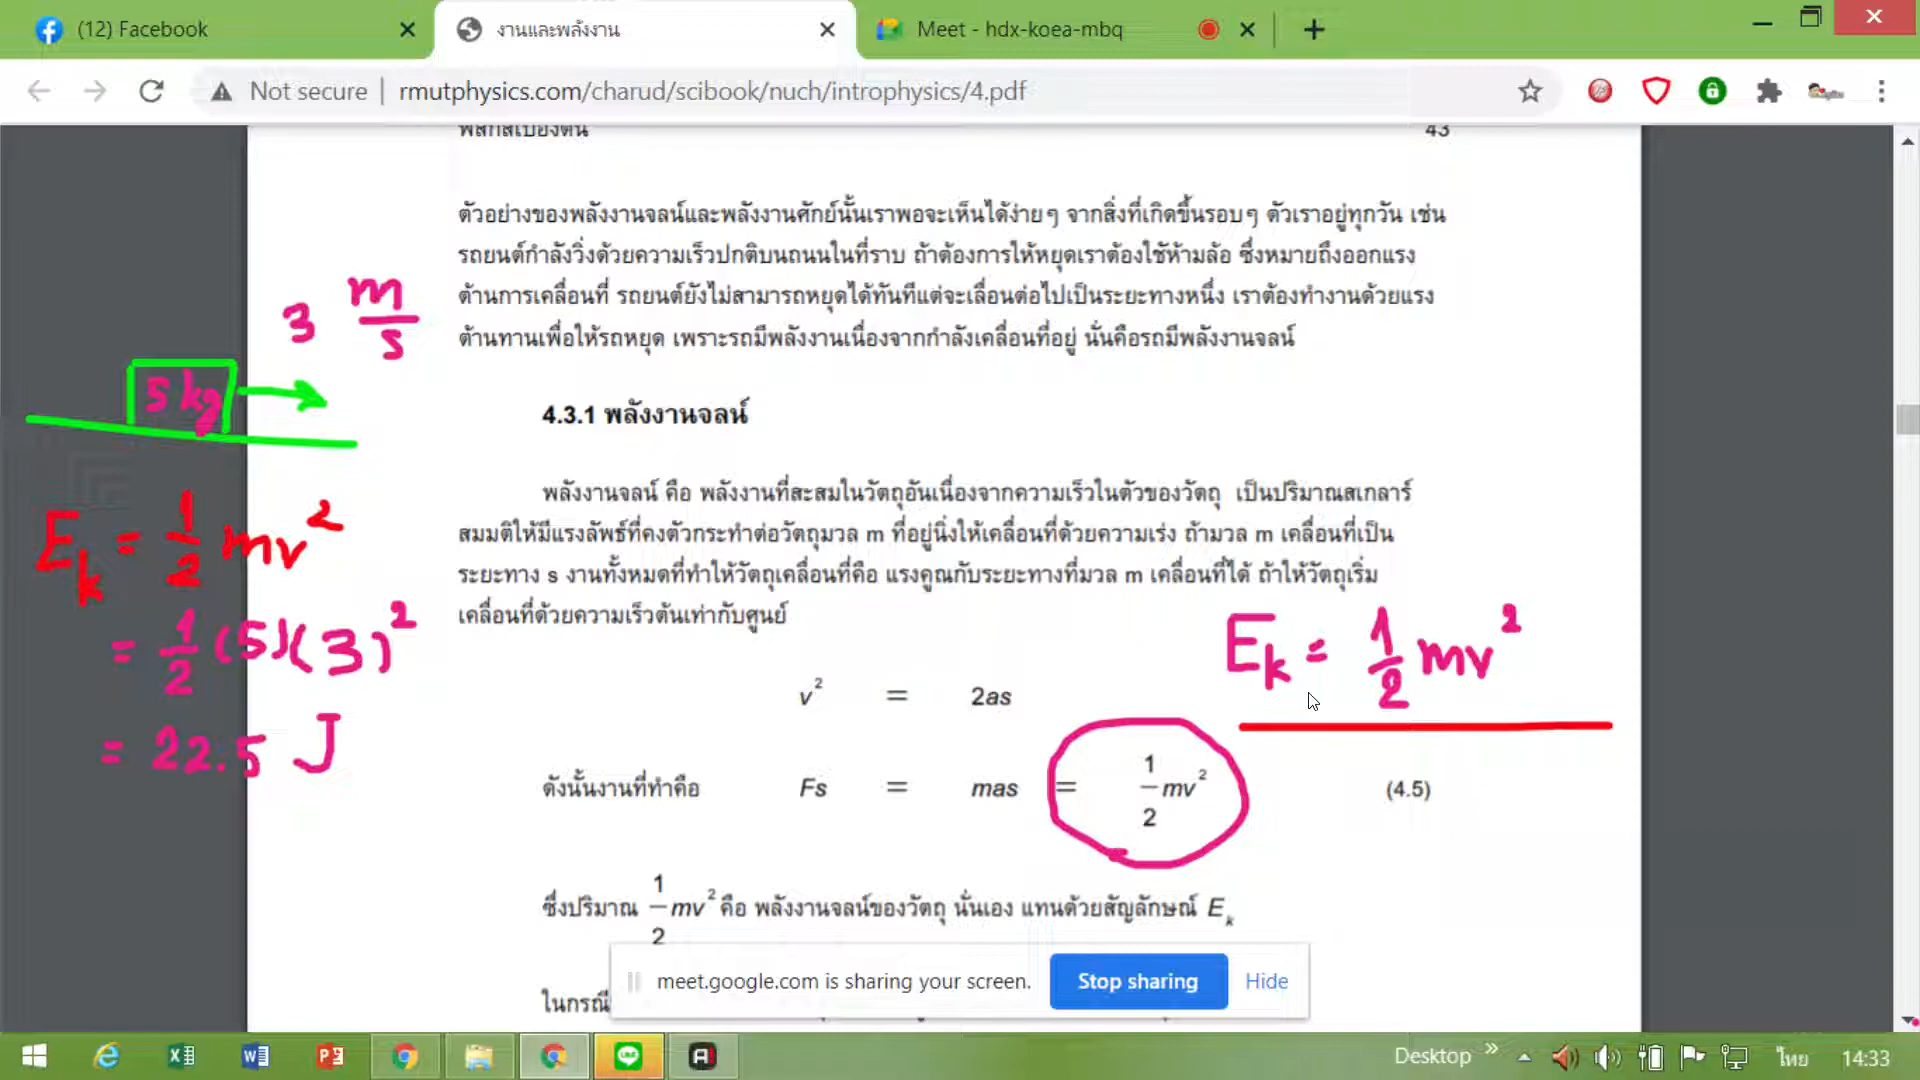 (12) Facebook
งานและพลังงาน
Meet - hdx-koea-mbq
Not secure
rmutphysics.com/charud/scibook/nuch/introphysics/4.pdf
ฟิสิกส์เบื้องต้น 43
ตัวอย่างของพลังงานจลน์และพลังงานศักย์นั้นเราพอจะเห็นได้ง่ายๆ จากสิ่งที่เกิดขึ้นรอบๆ ตัวเราอยู่ทุกวัน เช่น
รถยนต์กำลังวิ่งด้วยความเร็วปกติบนถนนในที่ราบ ถ้าต้องการให้หยุดเราต้องใช้ห้ามล้อ ซึ่งหมายถึงออกแรง
ต้านการเคลื่อนที่ รถยนต์ยังไม่สามารถหยุดได้ทันทีแต่จะเลื่อนต่อไปเป็นระยะทางหนึ่ง เราต้องทำงานด้วยแรง
ต้านทานเพื่อให้รถหยุด เพราะรถมีพลังงานเนื่องจากกำลังเคลื่อนที่อยู่ นั่นคือรถมีพลังงานจลน์
3 m/s
5 kg
4.3.1 พลังงานจลน์
พลังงานจลน์ คือ พลังงานที่สะสมในวัตถุอันเนื่องจากความเร็วในตัวของวัตถุ เป็นปริมาณสเกลาร์
สมมติให้มีแรงลัพธ์ที่คงตัวกระทำต่อวัตถุมวล m ที่อยู่นิ่งให้เคลื่อนที่ด้วยความเร่ง ถ้ามวล m เคลื่อนที่เป็น
ระยะทาง s งานทั้งหมดที่ทำให้วัตถุเคลื่อนที่คือ แรงคูณกับระยะทางที่มวล m เคลื่อนที่ได้ ถ้าให้วัตถุเริ่ม
เคลื่อนที่ด้วยความเร็วต้นเท่ากับศูนย์
Ek = 1/2 mv²
= 1/2 (5)(3)²
= 22.5 J
Ek = 1/2 mv²
v² = 2as
ดังนั้นงานที่ทำคือ Fs = mas = 1/2 mv² (4.5)
ซึ่งปริมาณ 1/2 mv² คือ พลังงานจลน์ของวัตถุ นั่นเอง แทนด้วยสัญลักษณ์ Ek
ในกรณี
meet.google.com is sharing your screen.
Stop sharing
Hide
Desktop
ไทย
14:33